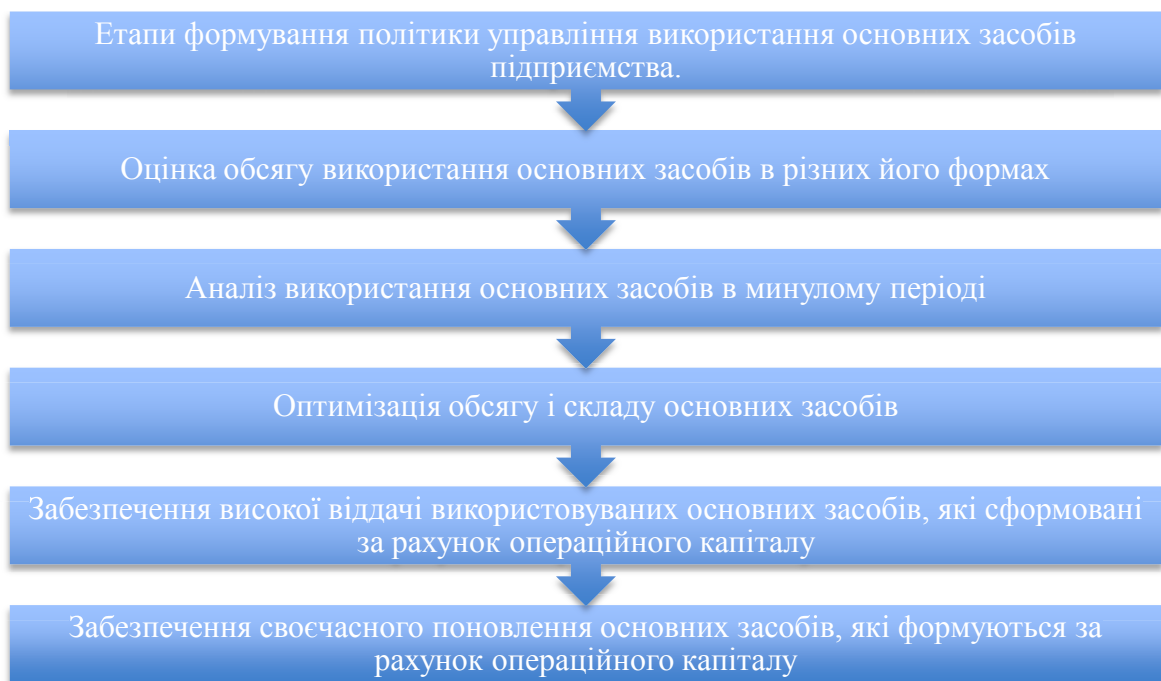 Етапи формування політики управління використання основних засобів
підприємства.
Оцінка обсягу використання основних засобів в різних його формах
Аналіз використання основних засобів в минулому періоді
Оптимізація обсягу і складу основних засобів
Забезпечення високої віддачі використовуваних основних засобів, які сформовані
за рахунок операційного капіталу
Забезпечення своєчасного поновлення основних засобів, які формуються за
рахунок операційного капіталу